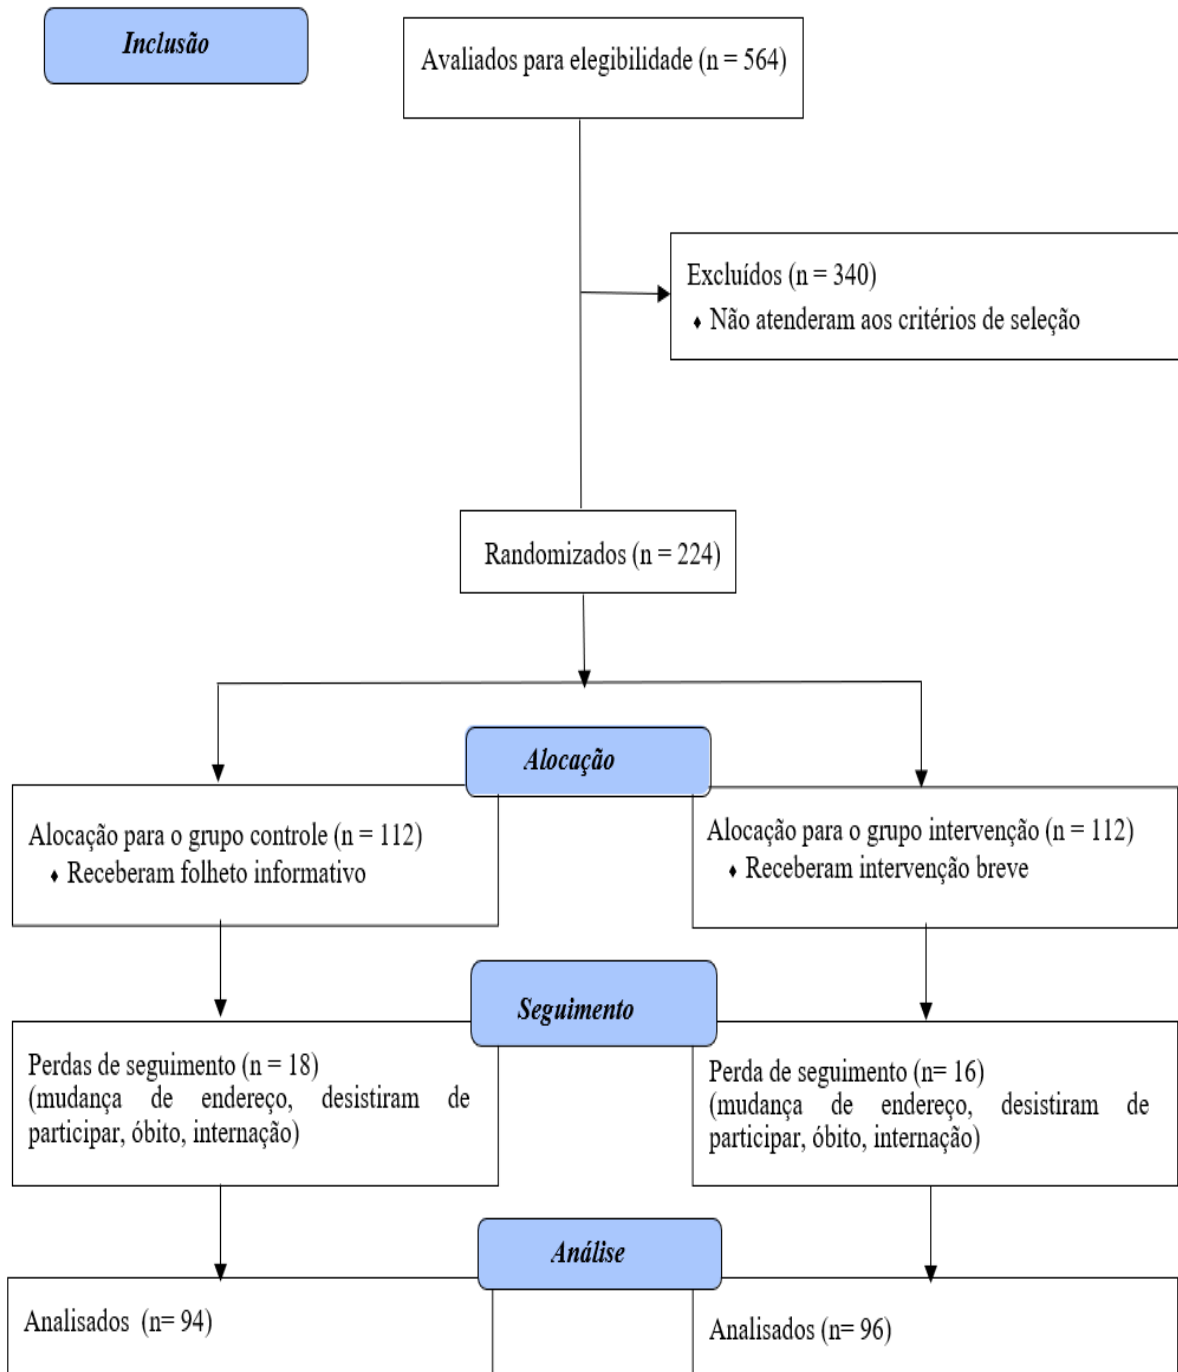 Inclusão
Avaliados para elegibilidade (n = 564)
Excluídos (n = 340)
⬧ Não atenderam aos critérios de seleção
Randomizados (n = 224)
Alocação
Alocação para o grupo controle (n = 112)
⬧ Receberam folheto informativo
Alocação para o grupo intervenção (n = 112)
⬧ Receberam intervenção breve
Seguimento
Perdas de seguimento (n = 18)
(mudança de endereço, desistiram de
participar, óbito, internação)
Perda de seguimento (n= 16)
(mudança de endereço, desistiram de
participar, óbito, internação)
Análise
Analisados (n= 94)
Analisados (n= 96)